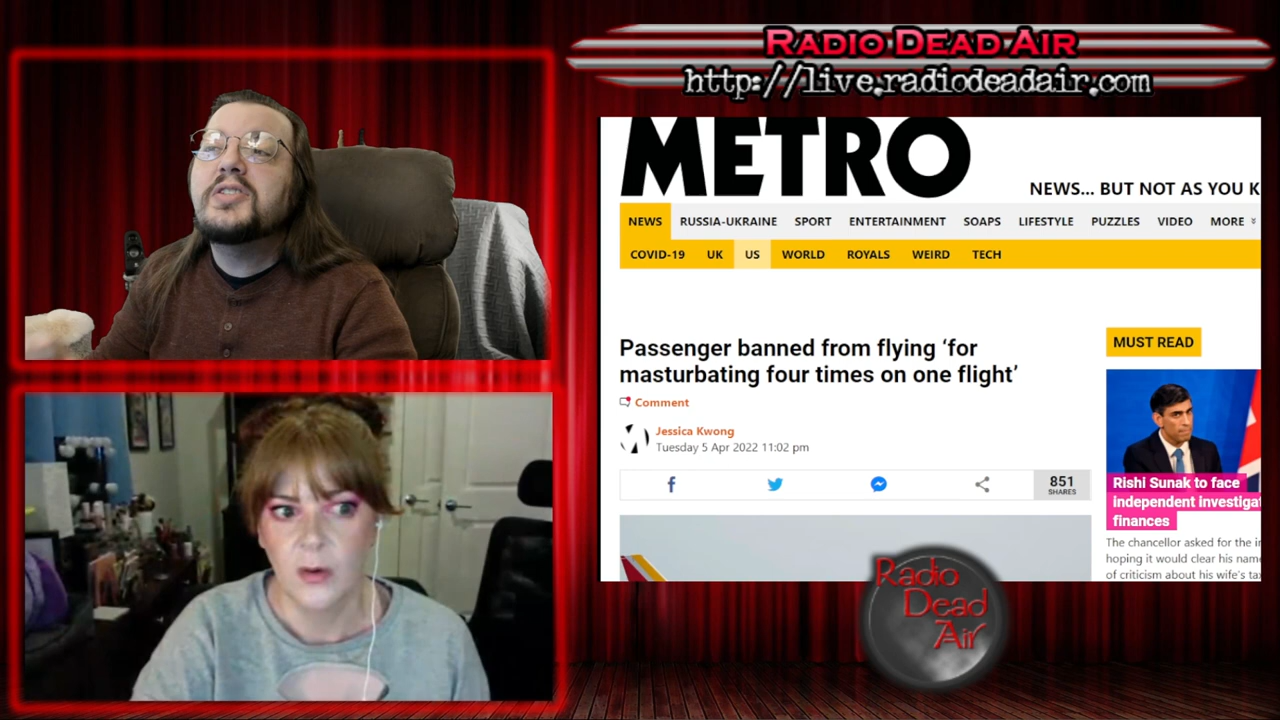 RADIO DEAD AIR
http://live.radiodeadair.com
METRO
NEWS... BUT NOT AS YOU K
NEWS RUSSIA-UKRAINE SPORT ENTERTAINMENT SOAPS LIFESTYLE PUZZLES VIDEO MORE
COVID-19 UK US WORLD ROYALS WEIRD TECH
Passenger banned from flying ‘for
masturbating four times on one flight’
Comment
Jessica Kwong
Tuesday 5 Apr 2022 11:02 pm
851
SHARES
MUST READ
Rishi Sunak to face
independent investigat
finances
The chancellor asked for the in
hoping it would clear his name
of criticism about his wife's ta
Radio
Dead
Air